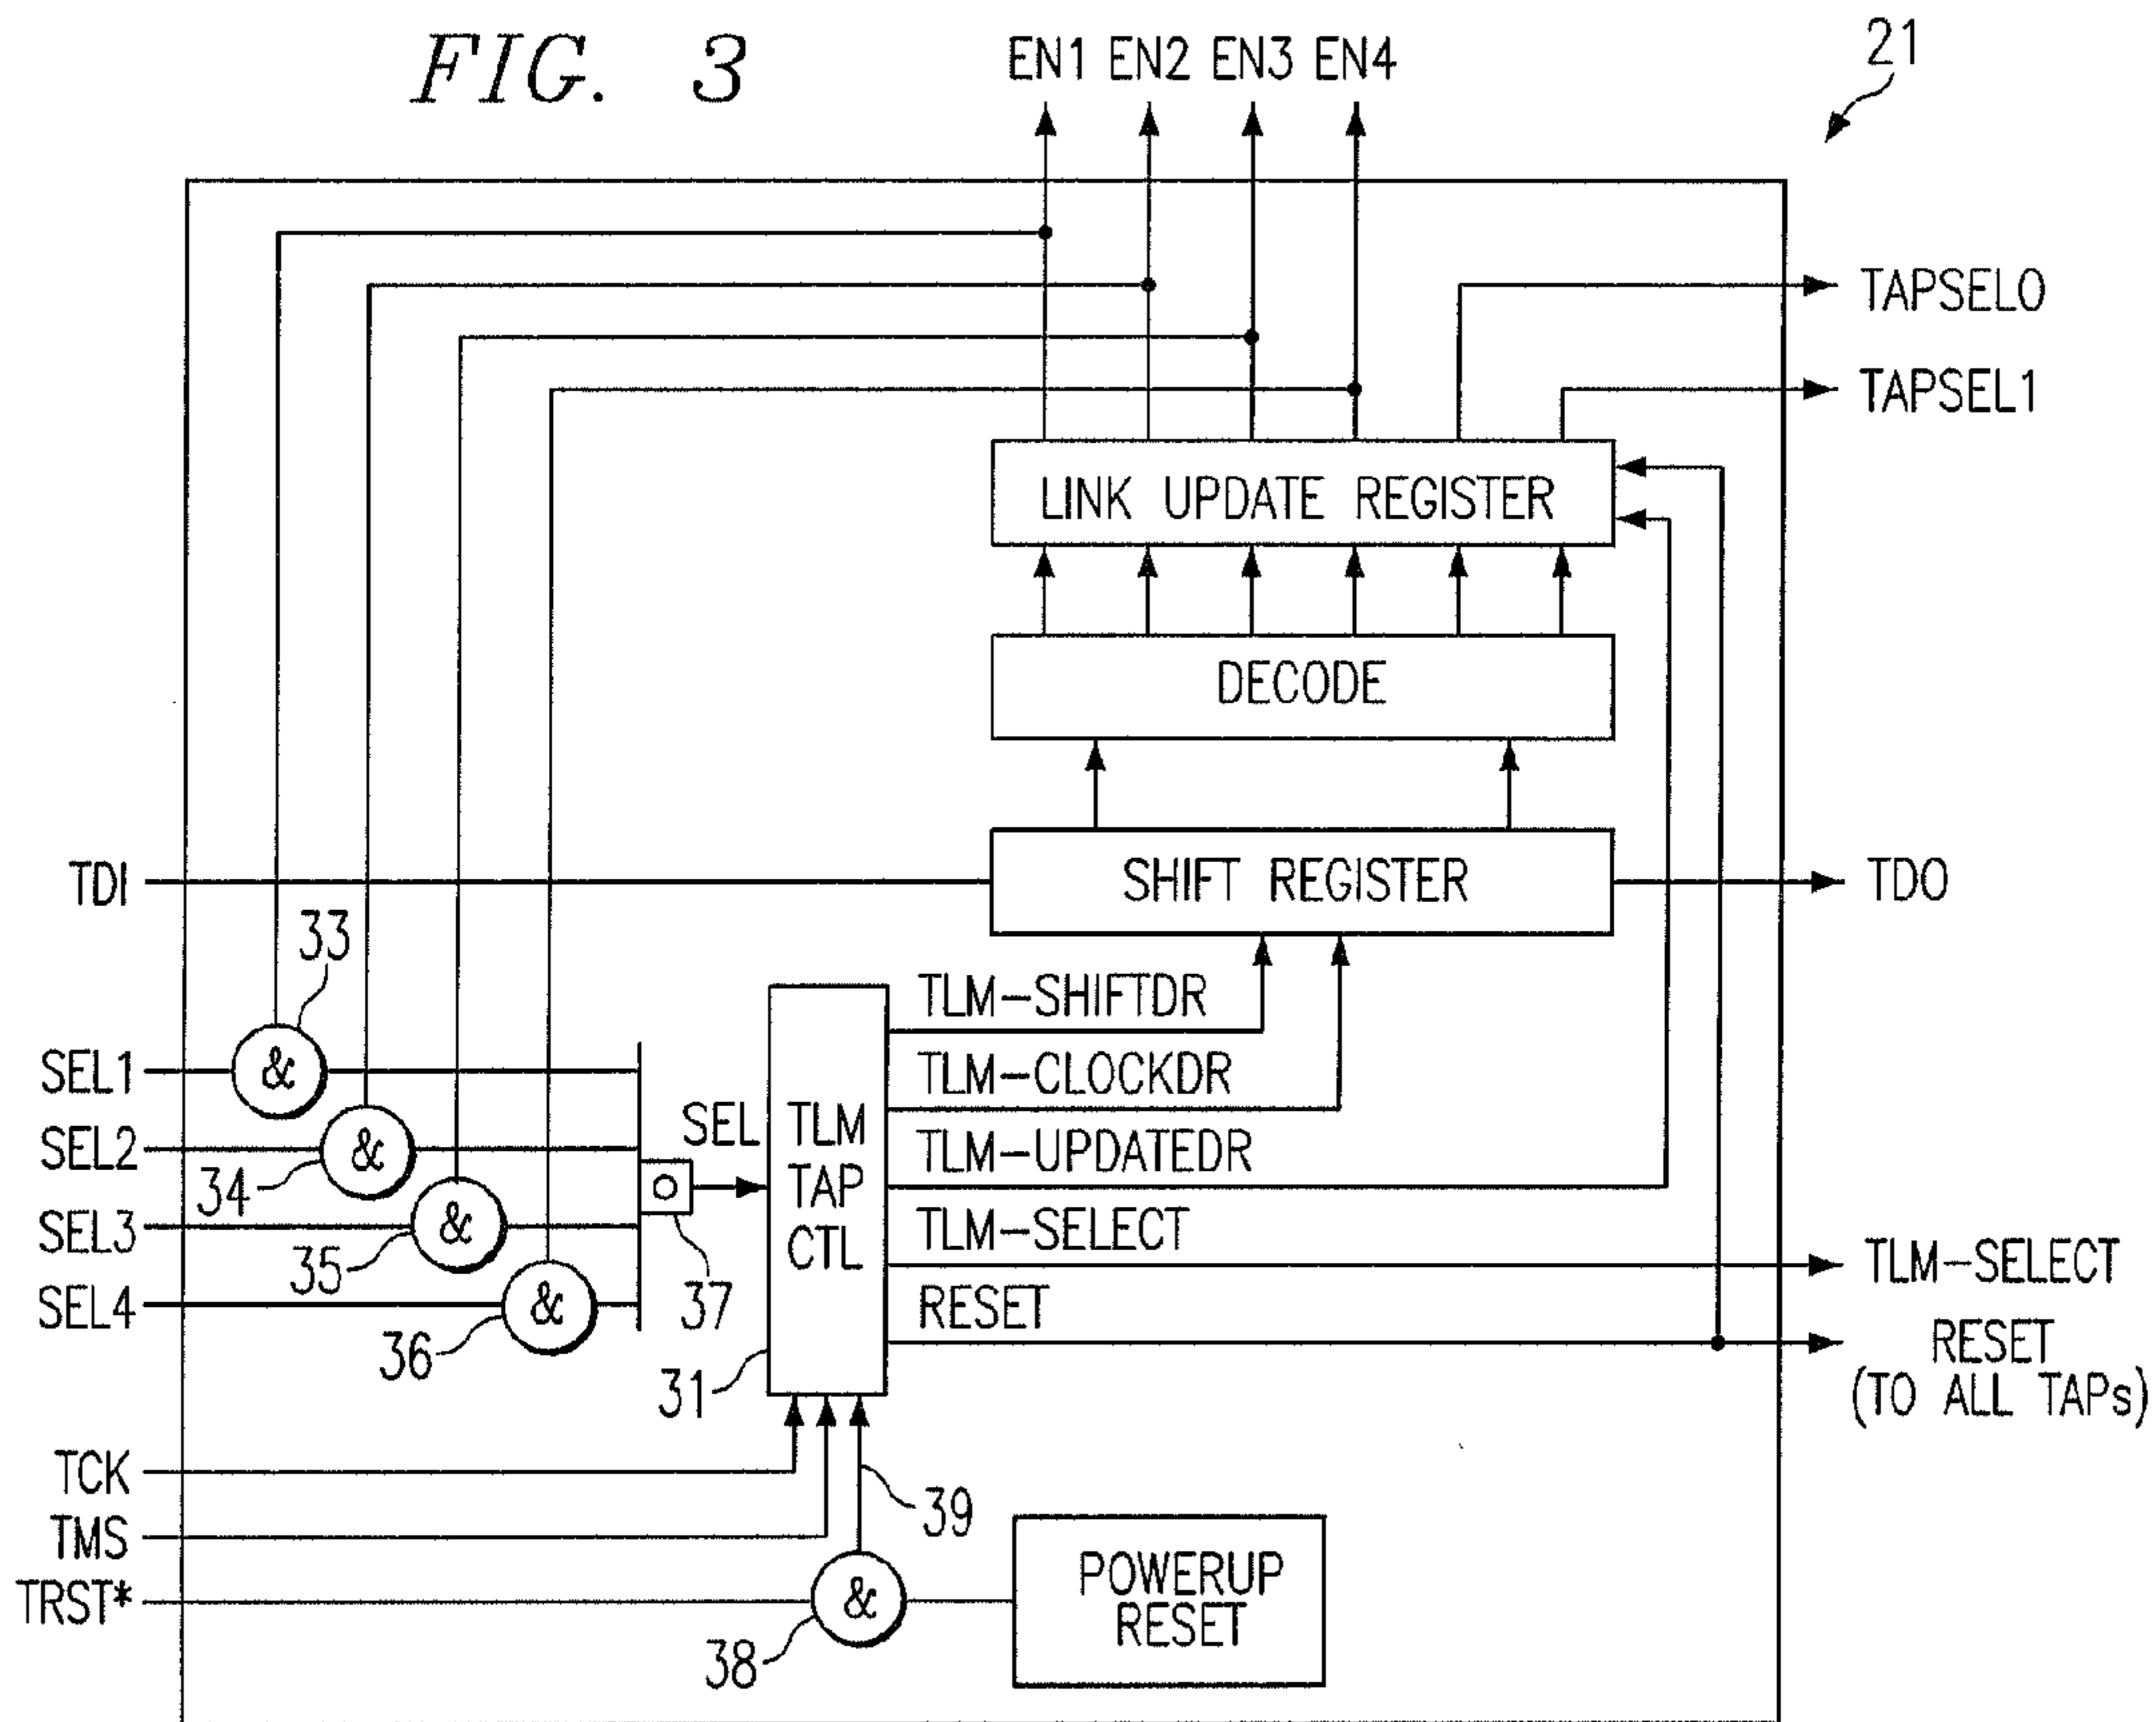 FIG. 3
EN1 EN2 EN3 EN4
21
TAPSEL0
TAPSEL1
LINK UPDATE REGISTER
DECODE
TDI
SHIFT REGISTER
TDO
33
TLM-SHIFTDR
SEL1
&
TLM-CLOCKDR
SEL
TLM TAP CTL
SEL2
&
34
TLM-UPDATEDR
O
SEL3
&
35
TLM-SELECT
TLM-SELECT
37
SEL4
&
36
RESET
31
RESET
(TO ALL TAPs)
TCK
39
TMS
POWERUP
RESET
TRST*
&
38